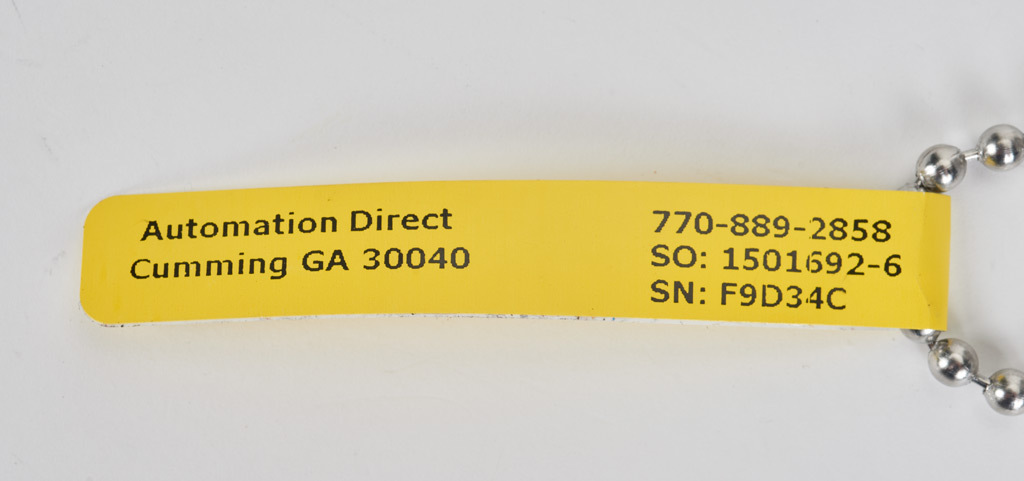 Automation Direct
Cumming GA 30040
770-889-2858
SO: 1501692-6
SN: F9D34C